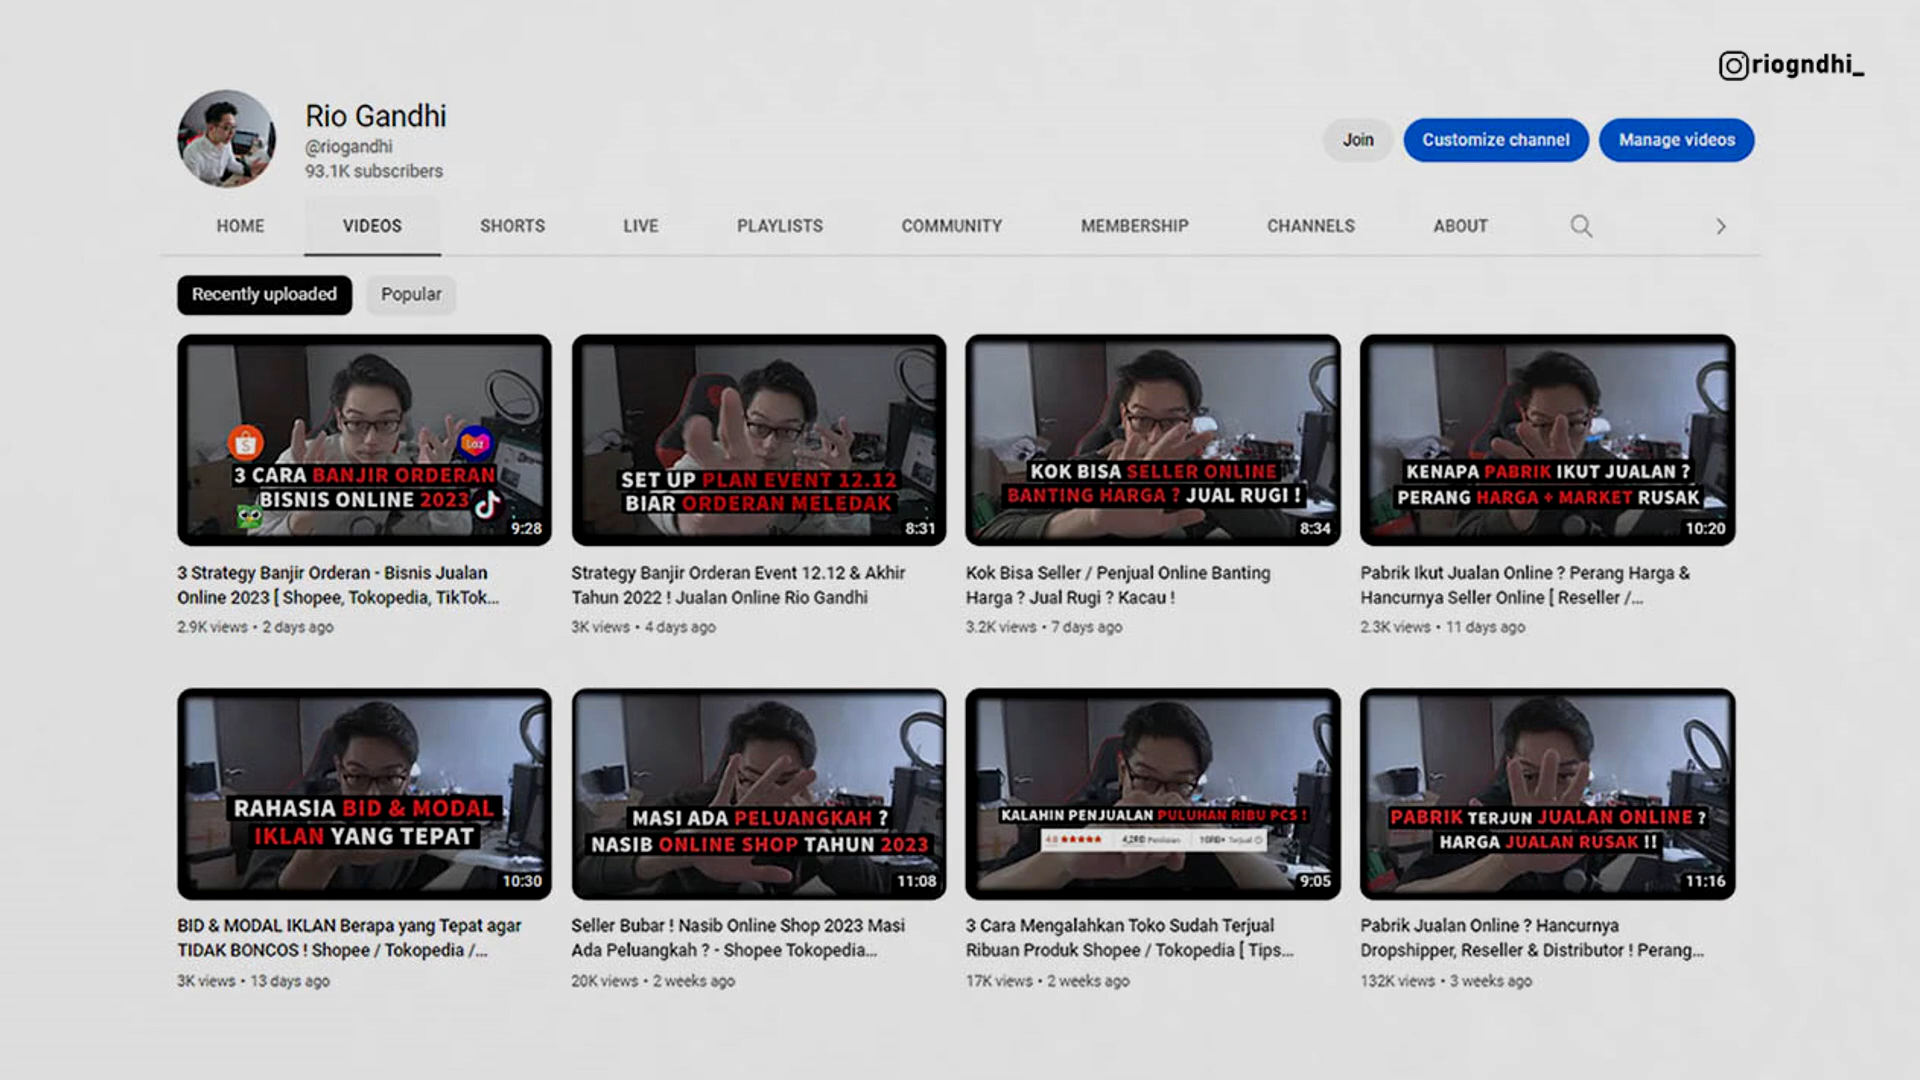 riogndhi_
Rio Gandhi
@riogandhi
93.1K subscribers
Join
Customize channel
Manage videos
HOME
VIDEOS
SHORTS
LIVE
PLAYLISTS
COMMUNITY
MEMBERSHIP
CHANNELS
ABOUT
Recently uploaded
Popular
3 CARA BANJIR ORDERAN
BISNIS ONLINE 2023
9:28
SET UP PLAN EVENT 12.12
BIAR ORDERAN MELEDAK
8:31
KOK BISA SELLER ONLINE
BANTING HARGA ? JUAL RUGI !
8:34
KENAPA PABRIK IKUT JUALAN ?
PERANG HARGA + MARKET RUSAK
10:20
3 Strategy Banjir Orderan - Bisnis Jualan
Online 2023 [ Shopee, Tokopedia, TikTok...
2.9K views • 2 days ago
Strategy Banjir Orderan Event 12.12 & Akhir
Tahun 2022 ! Jualan Online Rio Gandhi
3K views • 4 days ago
Kok Bisa Seller / Penjual Online Banting
Harga ? Jual Rugi ? Kacau !
3.2K views • 7 days ago
Pabrik Ikut Jualan Online ? Perang Harga &
Hancurnya Seller Online [ Reseller /...
2.3K views • 11 days ago
RAHASIA BID & MODAL
IKLAN YANG TEPAT
10:30
MASI ADA PELUANGKAH ?
NASIB ONLINE SHOP TAHUN 2023
11:08
KALAHIN PENJUALAN PULUHAN RIBU PCS !
9:05
PABRIK TERJUN JUALAN ONLINE ?
HARGA JUALAN RUSAK !!
11:16
BID & MODAL IKLAN Berapa yang Tepat agar
TIDAK BONCOS ! Shopee / Tokopedia /...
3K views • 13 days ago
Seller Bubar ! Nasib Online Shop 2023 Masi
Ada Peluangkah ? - Shopee Tokopedia...
20K views • 2 weeks ago
3 Cara Mengalahkan Toko Sudah Terjual
Ribuan Produk Shopee / Tokopedia [ Tips...
17K views • 2 weeks ago
Pabrik Jualan Online ? Hancurnya
Dropshipper, Reseller & Distributor ! Perang...
132K views • 3 weeks ago